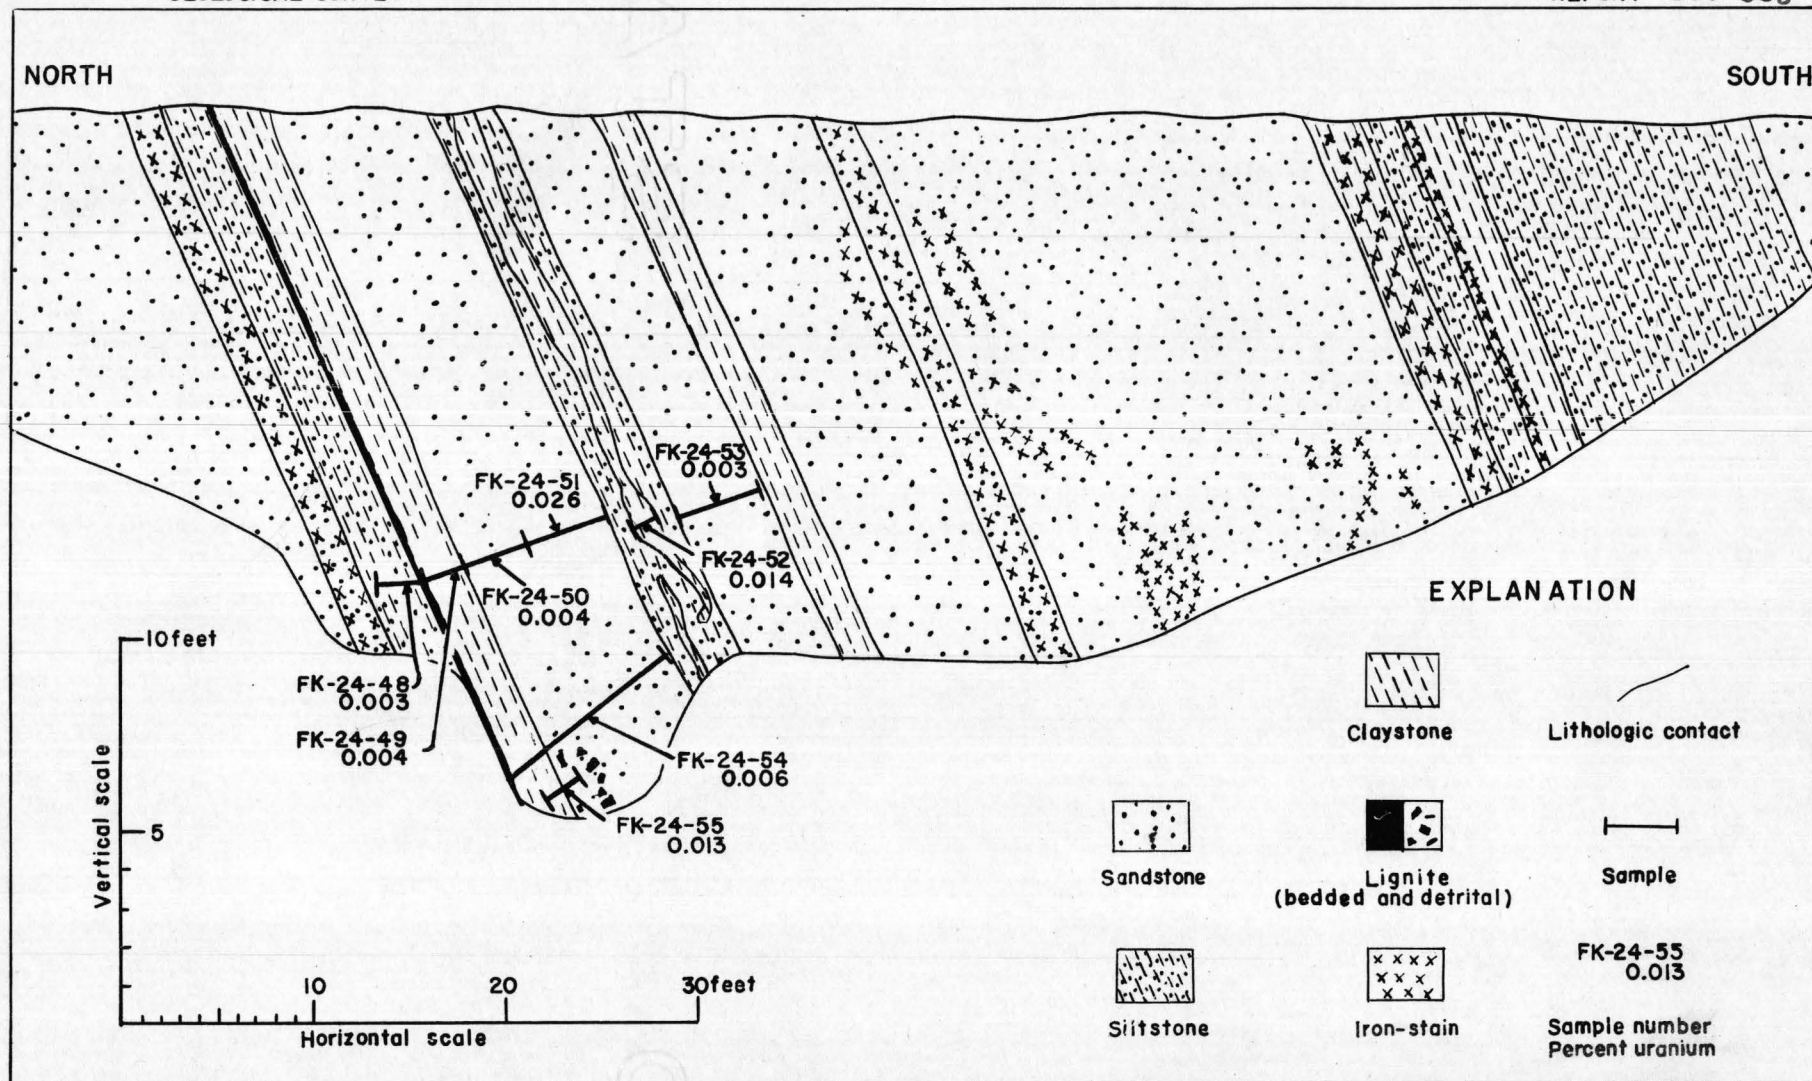 NORTH
SOUTH
FK-24-53
0.003
FK-24-51
0.026
FK-24-52
0.014
FK-24-50
0.004
FK-24-48
0.003
FK-24-49
0.004
FK-24-54
0.006
FK-24-55
0.013
10 feet
5
Vertical scale
10
20
30 feet
Horizontal scale
EXPLANATION
Claystone
Lithologic contact
Sandstone
Lignite
(bedded and detrital)
Sample
Siltstone
Iron-stain
FK-24-55
0.013
Sample number
Percent uranium